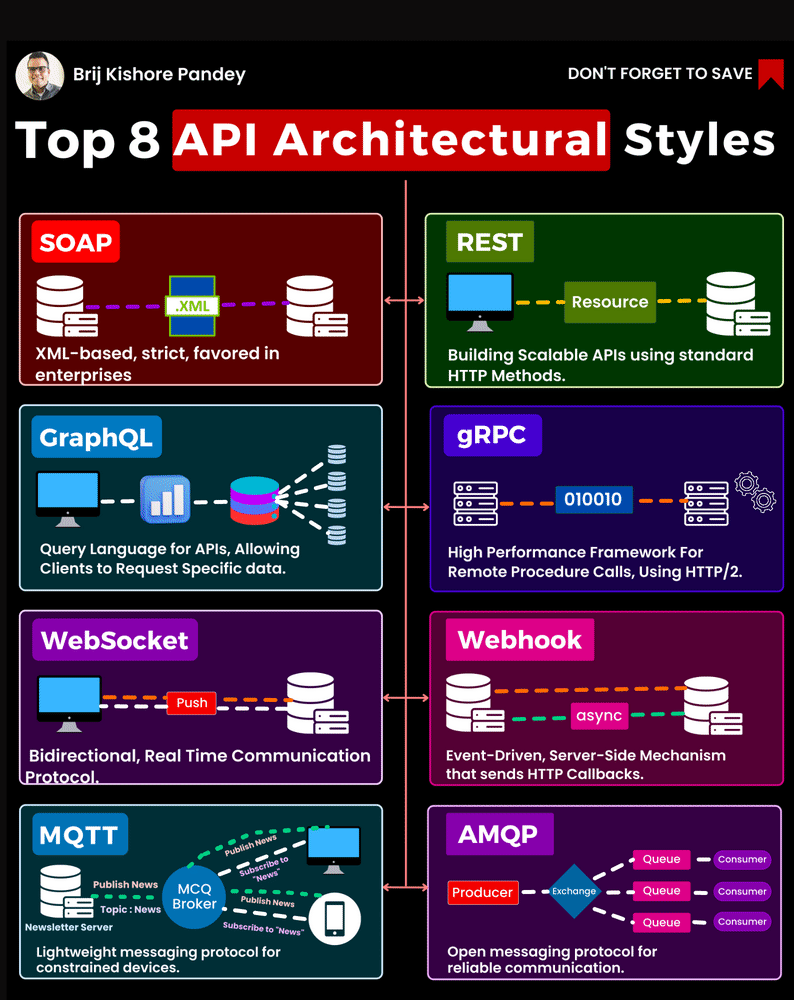 Brij Kishore Pandey
DON'T FORGET TO SAVE
Top 8 API Architectural Styles
SOAP
.XML
XML-based, strict, favored in
enterprises
REST
Resource
Building Scalable APIs using standard
HTTP Methods.
GraphQL
Query Language for APIs, Allowing
Clients to Request Specific data.
gRPC
010010
High Performance Framework For
Remote Procedure Calls, Using HTTP/2.
WebSocket
Push
Bidirectional, Real Time Communication
Protocol.
Webhook
async
Event-Driven, Server-Side Mechanism
that sends HTTP Callbacks.
MQTT
Publish News
Subscribe to
"News"
Publish News
Topic : News
MCQ
Broker
Publish News
Subscribe to "News"
Newsletter Server
Lightweight messaging protocol for
constrained devices.
AMQP
Producer
Exchange
Queue
Consumer
Queue
Consumer
Queue
Consumer
Open messaging protocol for
reliable communication.